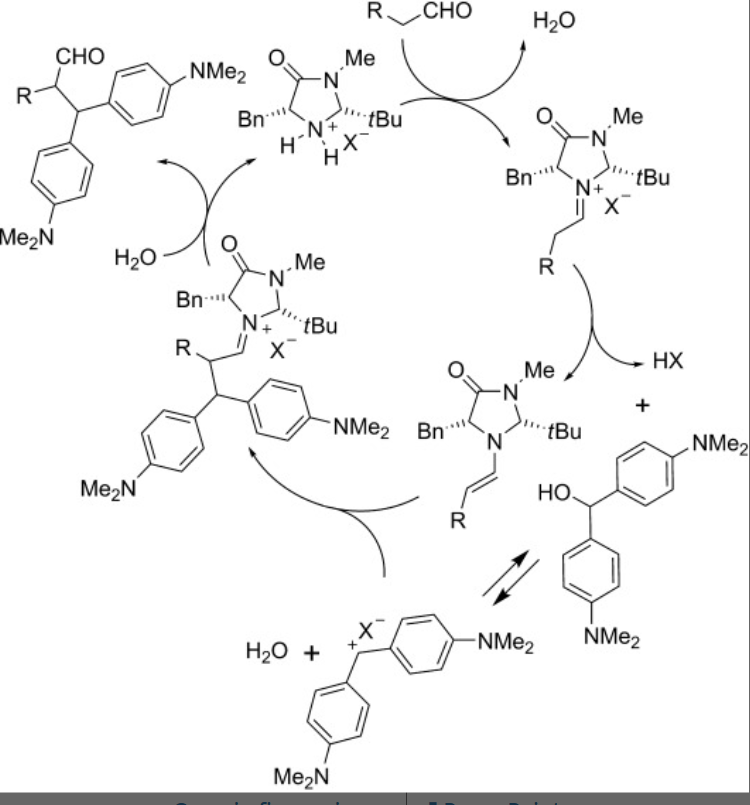 R CHO
H₂O
CHO
R
NMe₂
Me₂N
O
N Me
Bn
N+
H H
X⁻
tBu
O
N Me
Bn
N+
X⁻
tBu
R
H₂O
O
N Me
Bn
N+
X⁻
tBu
R
NMe₂
Me₂N
HX
+
O
N Me
Bn
N
tBu
R
HO
NMe₂
NMe₂
H₂O +
+
X⁻
NMe₂
Me₂N